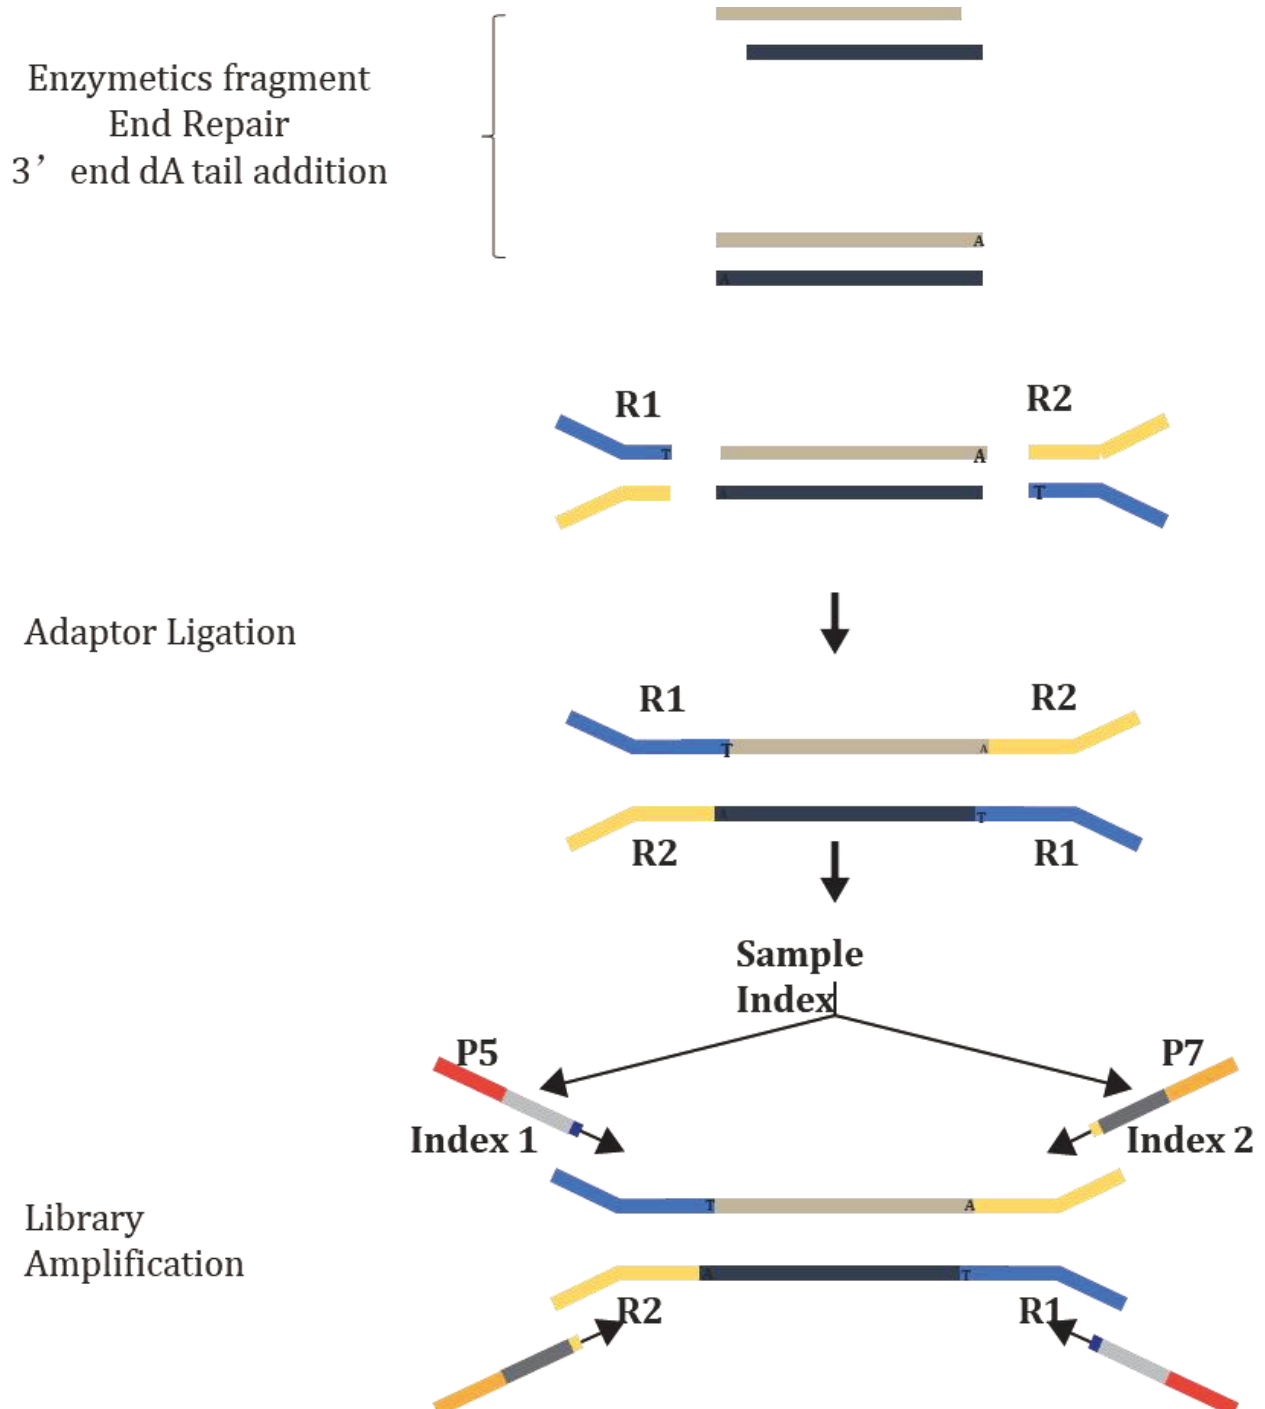 Enzymetics fragment
End Repair
3’ end dA tail addition
A
A
R1
R2
T
A
A
T
Adaptor Ligation
R1
R2
T
A
A
T
R2
R1
Sample
Index
P5
P7
Index 1
Index 2
T
A
Library
Amplification
A
T
R2
R1